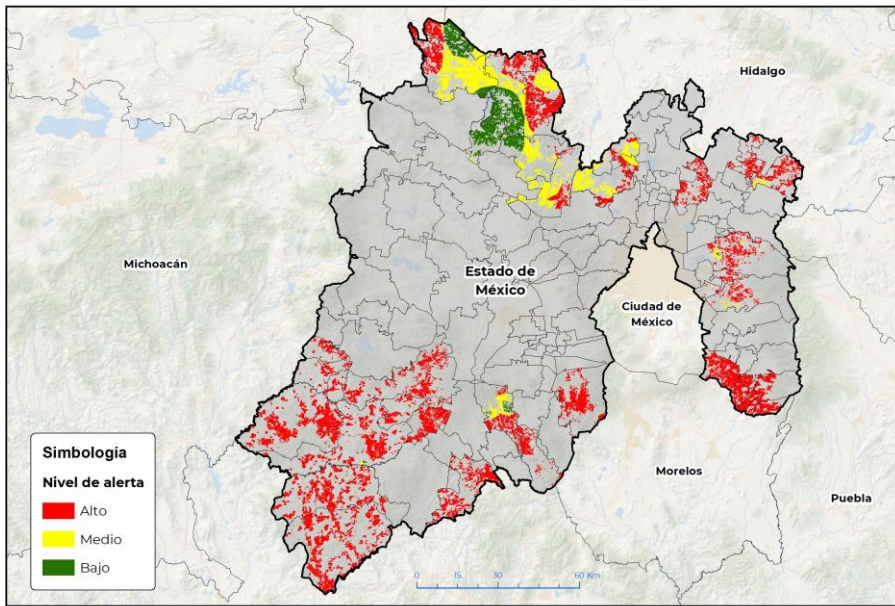 Hidalgo
Michoacán
Estado de
México
Ciudad de
México
Morelos
Puebla
Simbología
Nivel de alerta
Alto
Medio
Bajo
0 15 30 60 Km